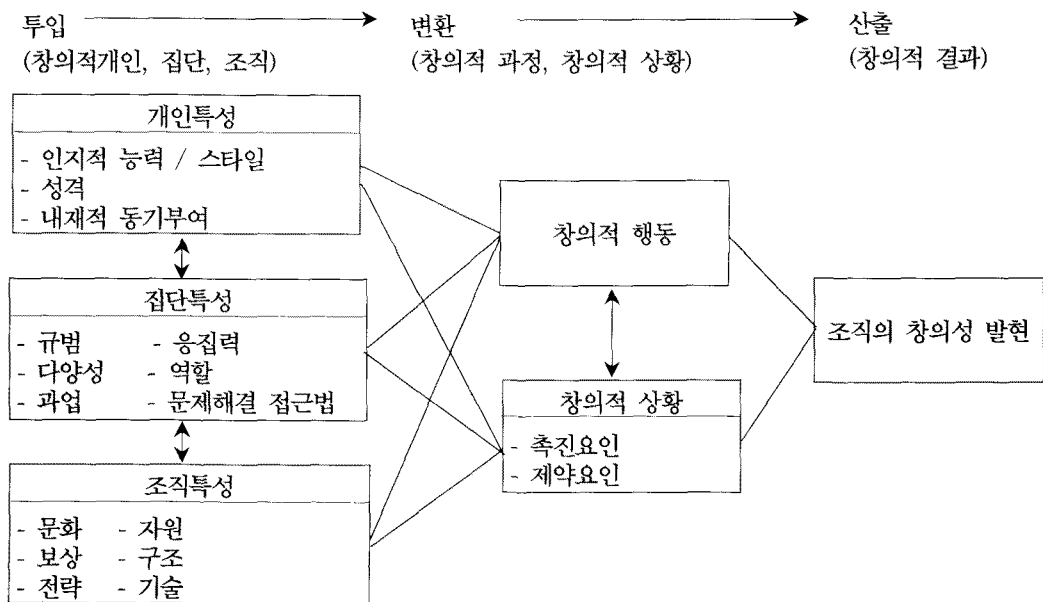 투입 변환 산출
(창의적개인, 집단, 조직) (창의적 과정, 창의적 상황) (창의적 결과)
개인특성
- 인지적 능력 / 스타일
- 성격
- 내재적 동기부여
집단특성
- 규범 - 응집력
- 다양성 - 역할
- 과업 - 문제해결 접근법
조직특성
- 문화 - 자원
- 보상 - 구조
- 전략 - 기술
창의적 행동
창의적 상황
- 촉진요인
- 제약요인
조직의 창의성 발현